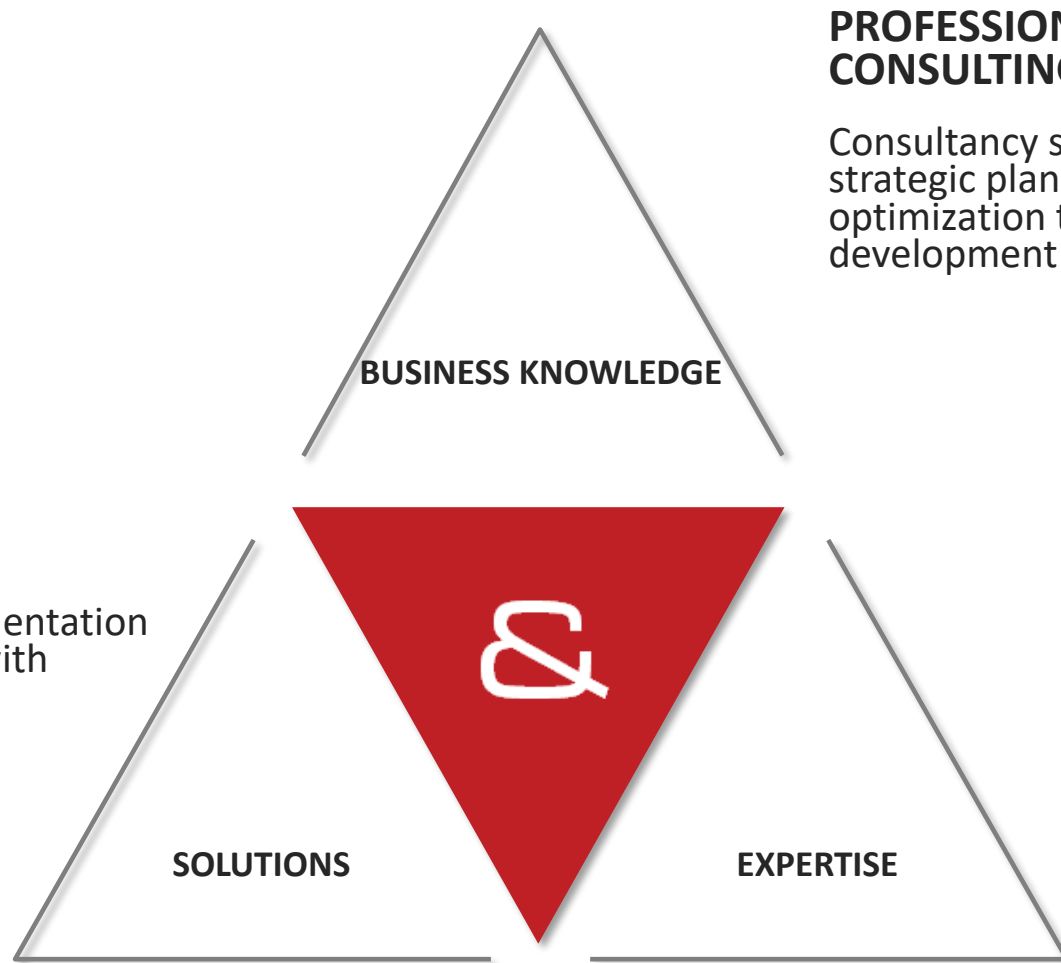 PROFESSION
CONSULTING
Consultancy s
strategic plan
optimization t
development
BUSINESS KNOWLEDGE
entation
ith
&
SOLUTIONS
EXPERTISE